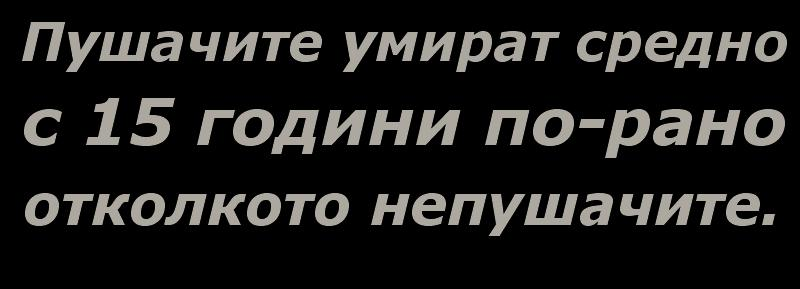 Пушачите умират средно
с 15 години по-рано
отколкото непушачите.